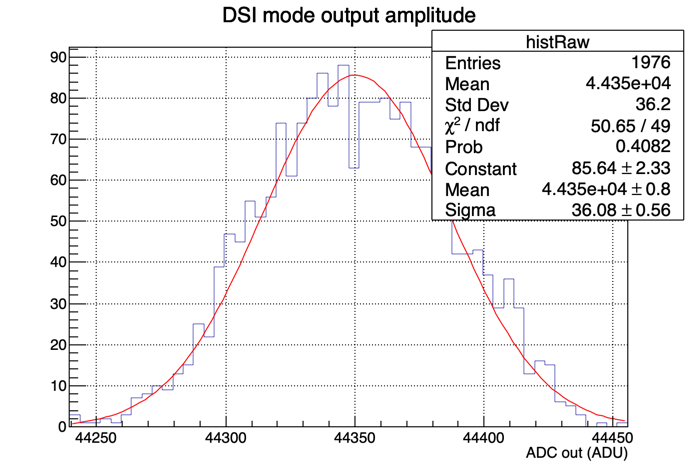 DSI mode output amplitude
histRaw
Entries 1976
Mean 4.435e+04
Std Dev 36.2
χ² / ndf 50.65 / 49
Prob 0.4082
Constant 85.64 ± 2.33
Mean 4.435e+04 ± 0.8
Sigma 36.08 ± 0.56
90
80
70
60
50
40
30
20
10
0
44250 44300 44350 44400 44450
ADC out (ADU)